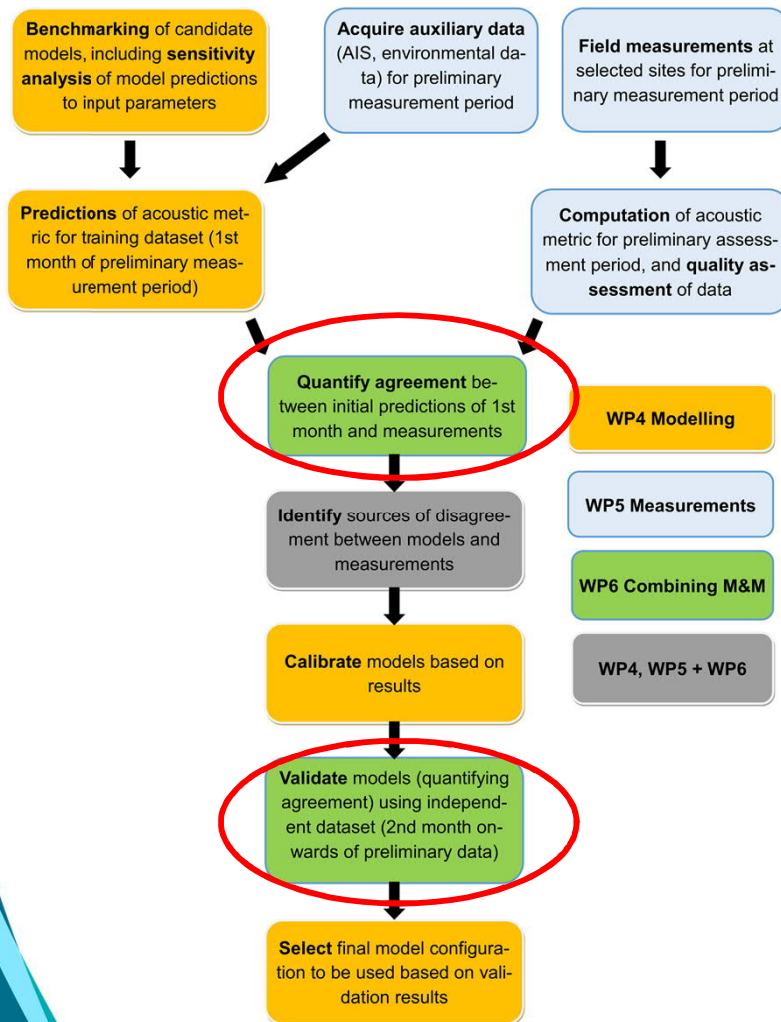 Benchmarking of candidate
models, including sensitivity
analysis of model predictions
to input parameters
Acquire auxiliary data
(AIS, environmental da-
ta) for preliminary
measurement period
Field measurements at
selected sites for prelimi-
nary measurement period
Predictions of acoustic met-
ric for training dataset (1st
month of preliminary meas-
urement period)
Computation of acoustic
metric for preliminary assess-
ment period, and quality as-
sessment of data
Quantify agreement be-
tween initial predictions of 1st
month and measurements
WP4 Modelling
WP5 Measurements
WP6 Combining M&M
WP4, WP5 + WP6
Identify sources of disagree-
ment between models and
measurements
Calibrate models based on
results
Validate models (quantifying
agreement) using independ-
ent dataset (2nd month on-
wards of preliminary data)
Select final model configura-
tion to be used based on vali-
dation results